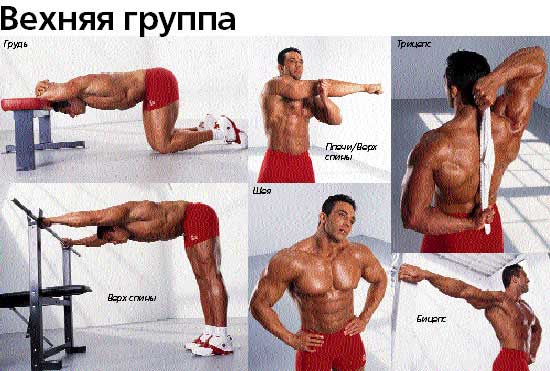 Вехняя группа
Грудь
Плечи/Верх
спины
Трицепс
Верх спины
Шея
Бицепс